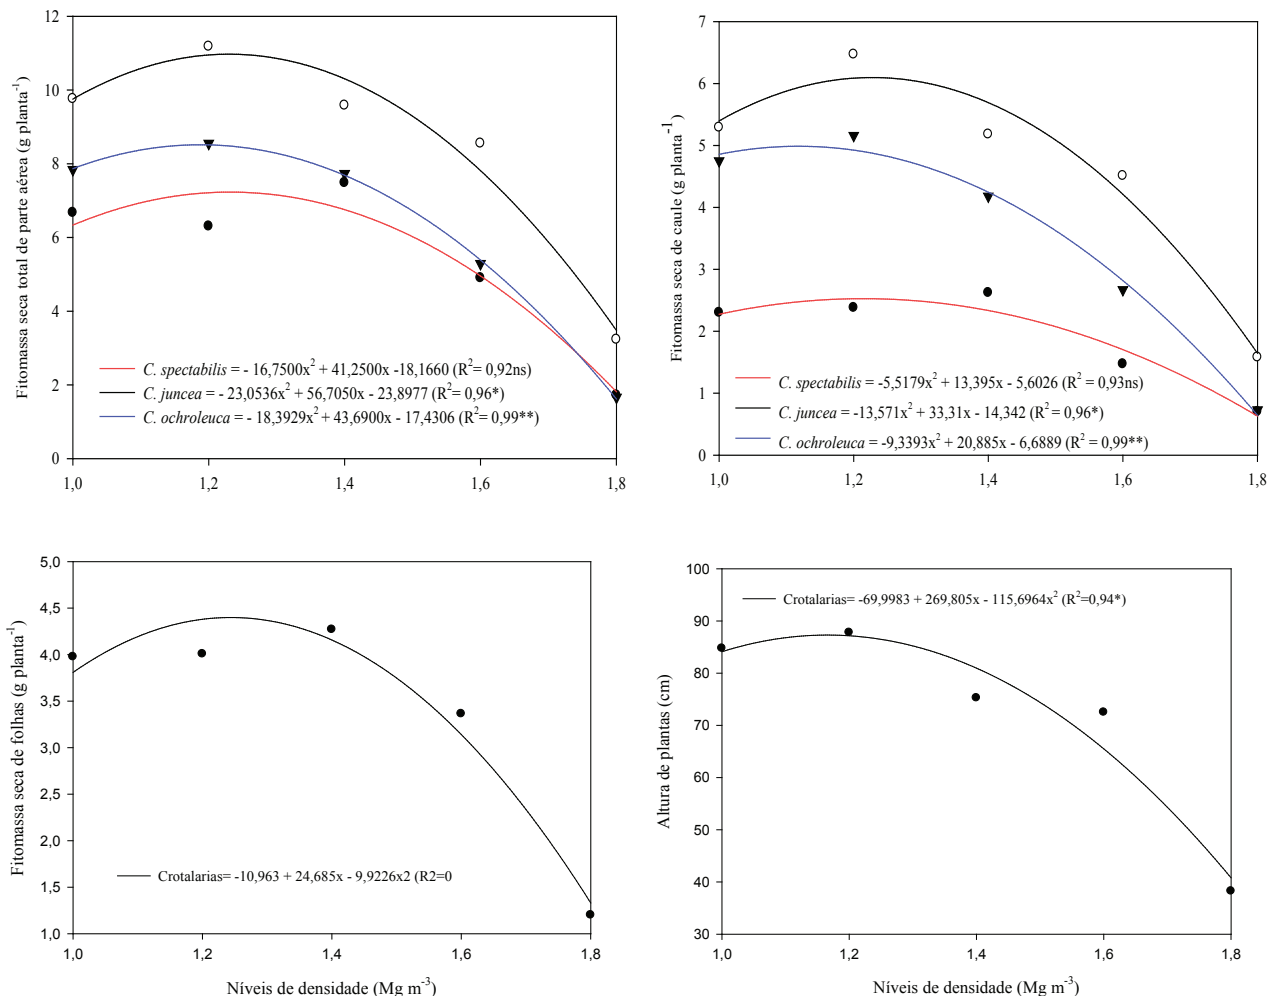 Fitomassa seca total de parte aérea (g planta⁻¹)
12
10
8
6
4
2
0
C. spectabilis = - 16,7500x² + 41,2500x -18,1660 (R²= 0,92ns)
C. juncea = - 23,0536x² + 56,7050x - 23,8977 (R²= 0,96*)
C. ochroleuca = - 18,3929x² + 43,6900x - 17,4306 (R²= 0,99**)
1,0 1,2 1,4 1,6 1,8
Fitomassa seca de caule (g planta⁻¹)
7
6
5
4
3
2
1
0
C. spectabilis = -5,5179x² + 13,395x - 5,6026 (R² = 0,93ns)
C. juncea = -13,571x² + 33,31x - 14,342 (R² = 0,96*)
C. ochroleuca = -9,3393x² + 20,885x - 6,6889 (R² = 0,99**)
1,0 1,2 1,4 1,6 1,8
Fitomassa seca de folhas (g planta⁻¹)
5,0
4,5
4,0
3,5
3,0
2,5
2,0
1,5
1,0
Crotalarias= -10,963 + 24,685x - 9,9226x2 (R2=0
1,0 1,2 1,4 1,6 1,8
Níveis de densidade (Mg m⁻³)
Altura de plantas (cm)
100
90
80
70
60
50
40
30
Crotalarias= -69,9983 + 269,805x - 115,6964x² (R²=0,94*)
1,0 1,2 1,4 1,6 1,8
Níveis de densidade (Mg m⁻³)